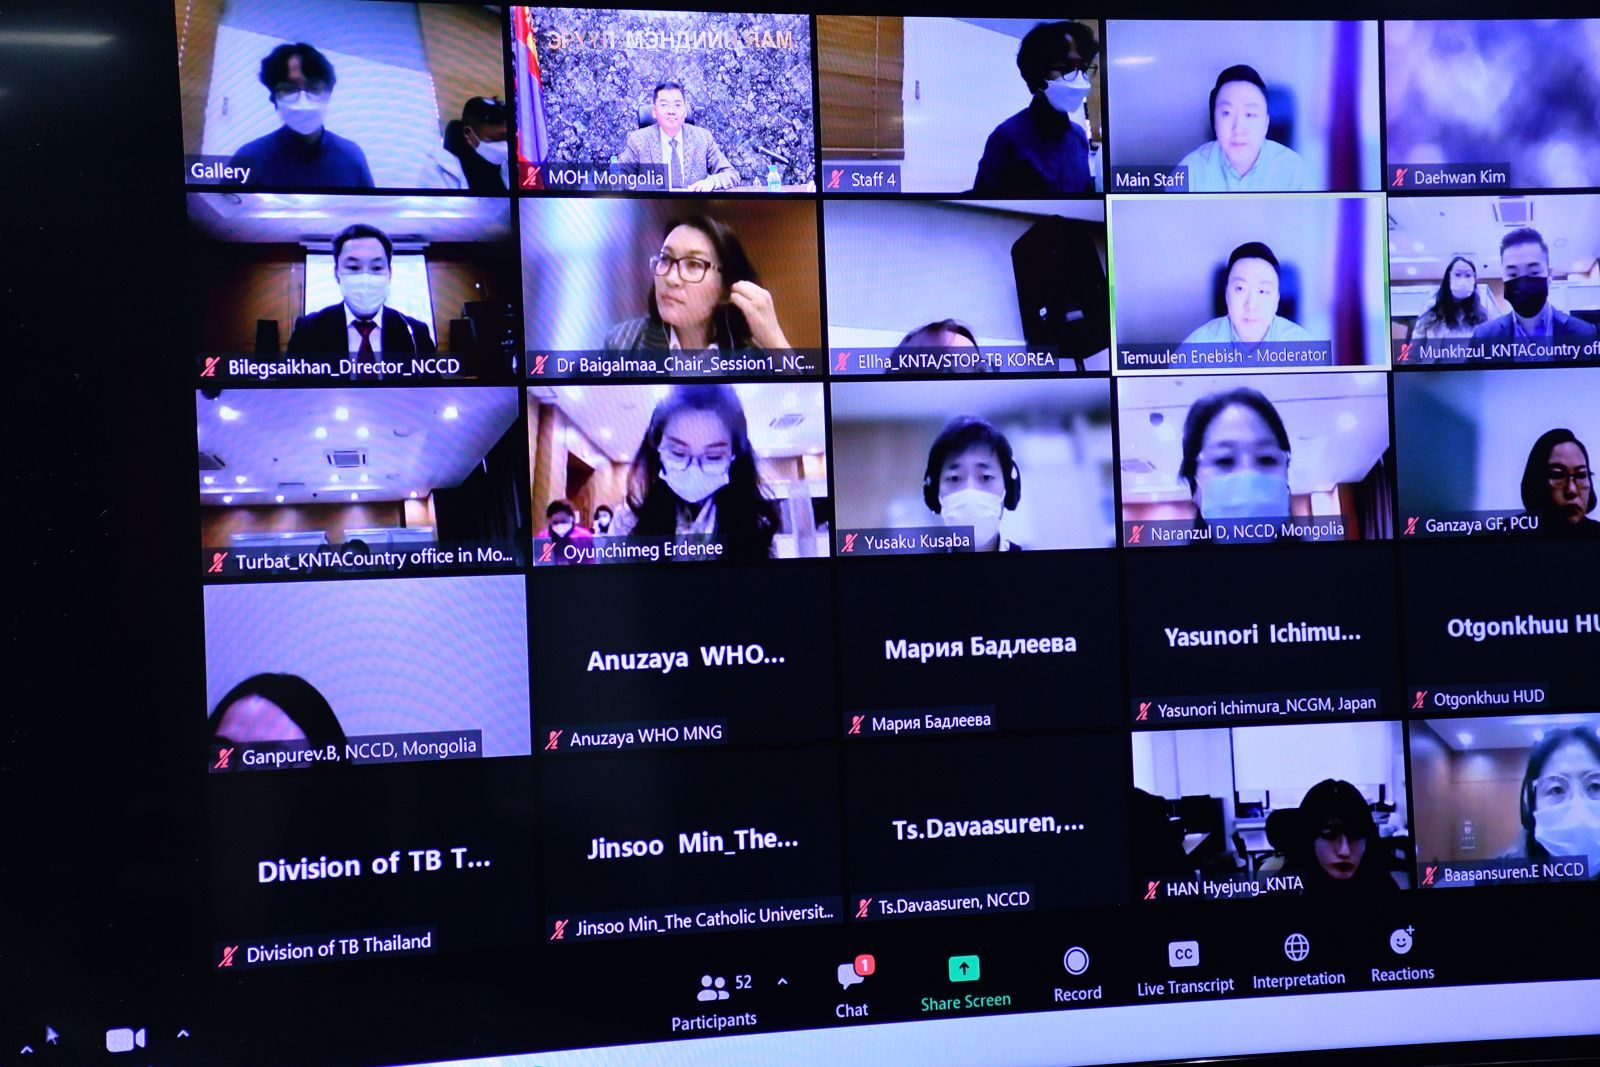 Gallery
MOH Mongolia
Staff 4
Main Staff
Daehwan Kim
Bilegsaikhan_Director_NCCD
Dr Baigalmaa_Chair_Session1_NC...
Ellha_KNTA/STOP-TB KOREA
Temuulen Enebish - Moderator
Munkhzul_KNTACountry off
Turbat_KNTACountry office in Mo...
Oyunchimeg Erdenee
Yusaku Kusaba
Naranzul D, NCCD, Mongolia
Ganzaya GF, PCU
Ganpurev.B, NCCD, Mongolia
Anuzaya WHO...
Anuzaya WHO MNG
Мария Бадлеева
Мария Бадлеева
Yasunori Ichimu...
Yasunori Ichimura_NCGM, Japan
Otgonkhuu HU
Otgonkhuu HUD
Division of TB T...
Division of TB Thailand
Jinsoo Min_The...
Jinsoo Min_The Catholic Universit...
Ts.Davaasuren,...
Ts.Davaasuren, NCCD
HAN Hyejung_KNTA
Baasansuren.E NCCD
52
Participants
1
Chat
Share Screen
Record
CC
Live Transcript
Interpretation
Reactions